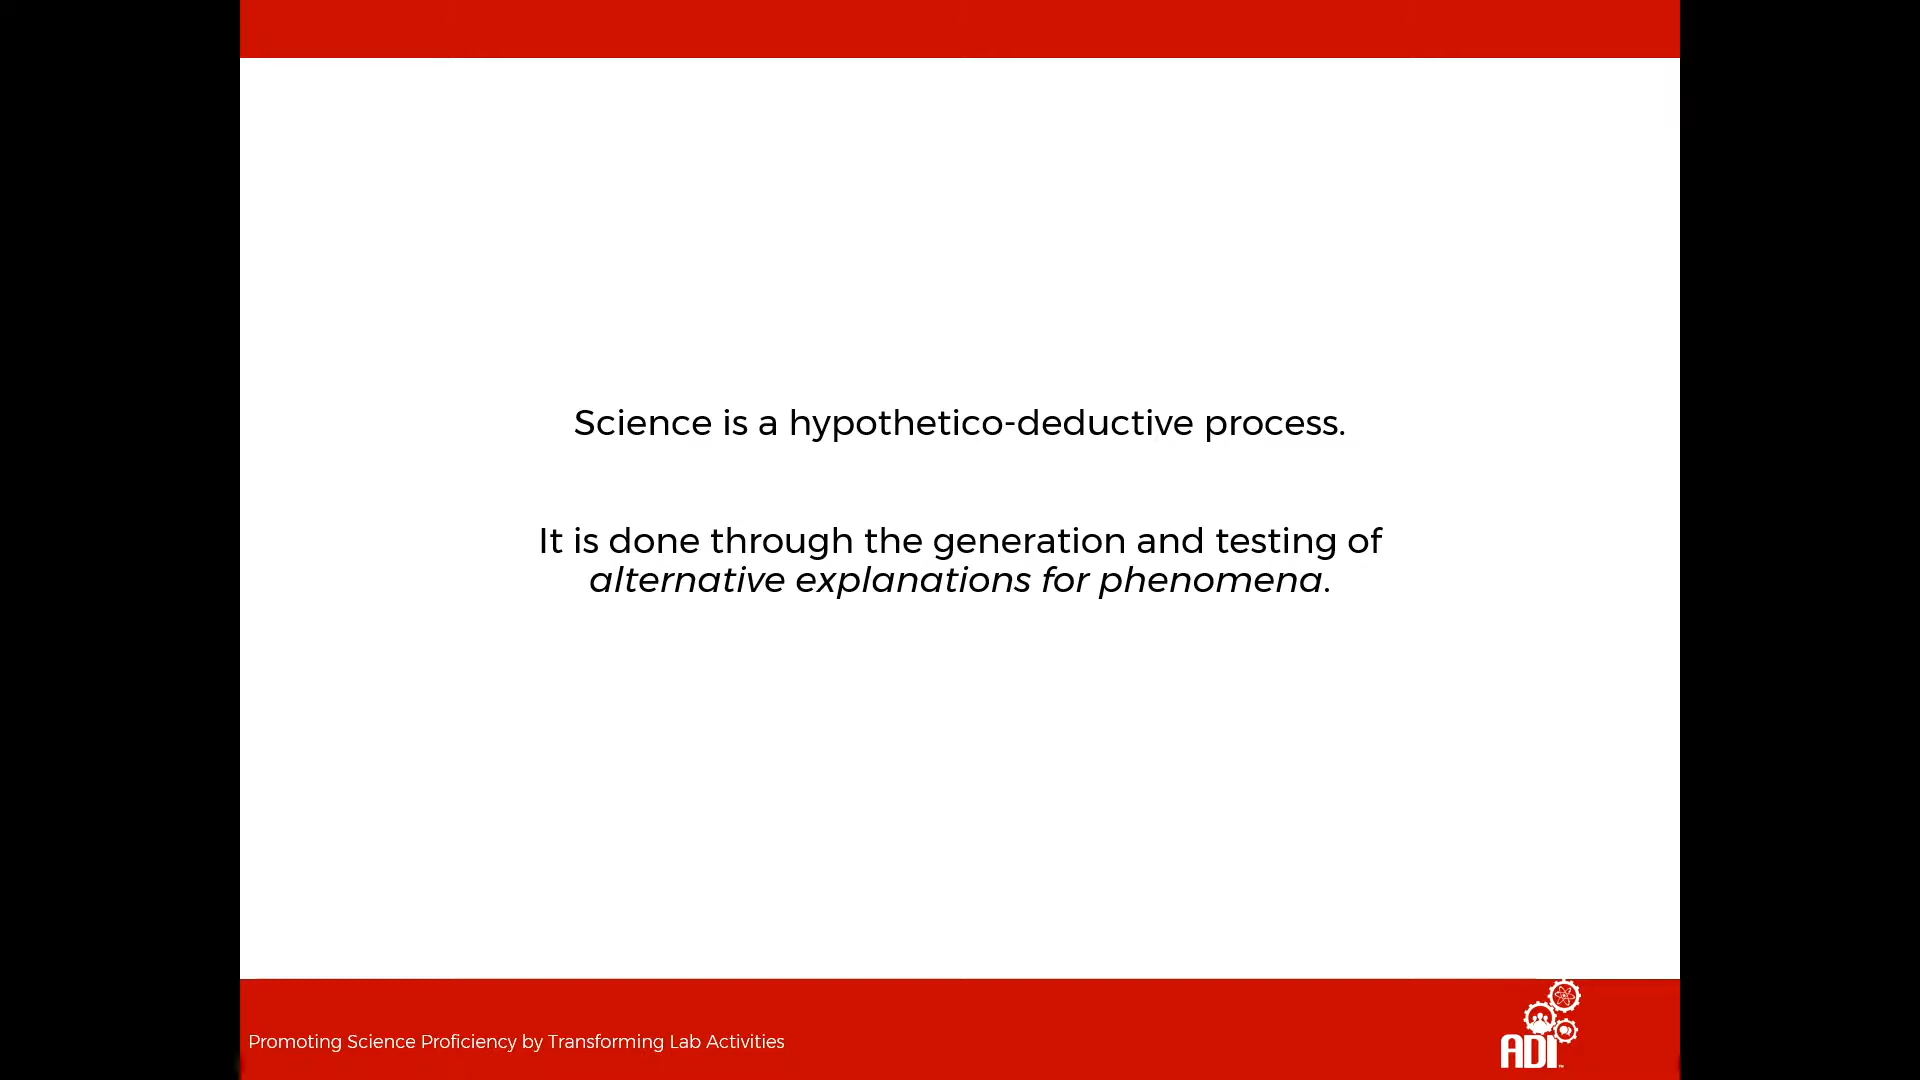 Science is a hypothetico-deductive process.
It is done through the generation and testing of
alternative explanations for phenomena.
Promoting Science Proficiency by Transforming Lab Activities
ADI